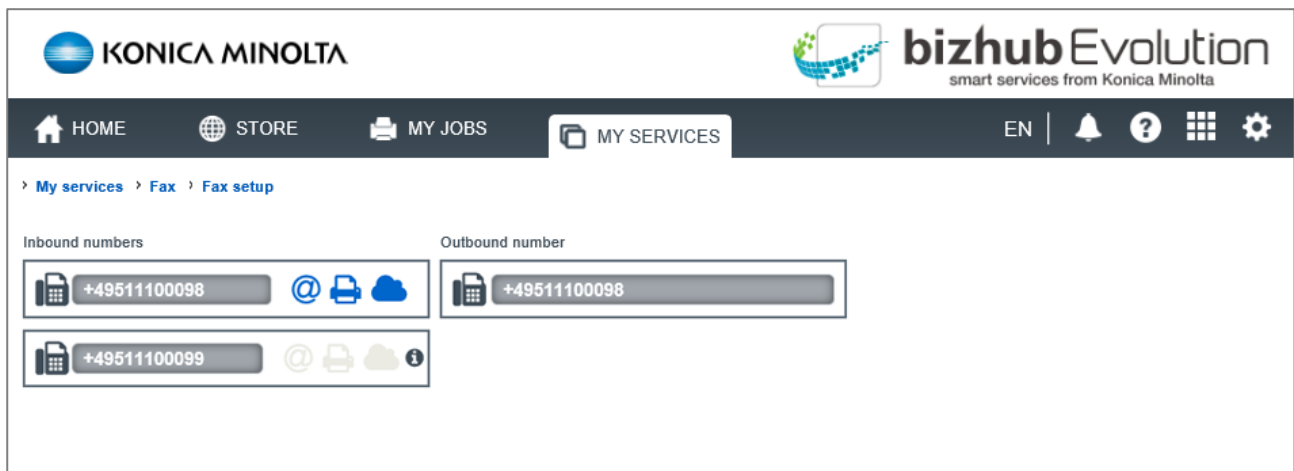 KONICA MINOLTA
bizhub Evolution
smart services from Konica Minolta
HOME STORE MY JOBS MY SERVICES EN
My services Fax Fax setup
Inbound numbers Outbound number
+49511100098 +49511100098
+49511100099